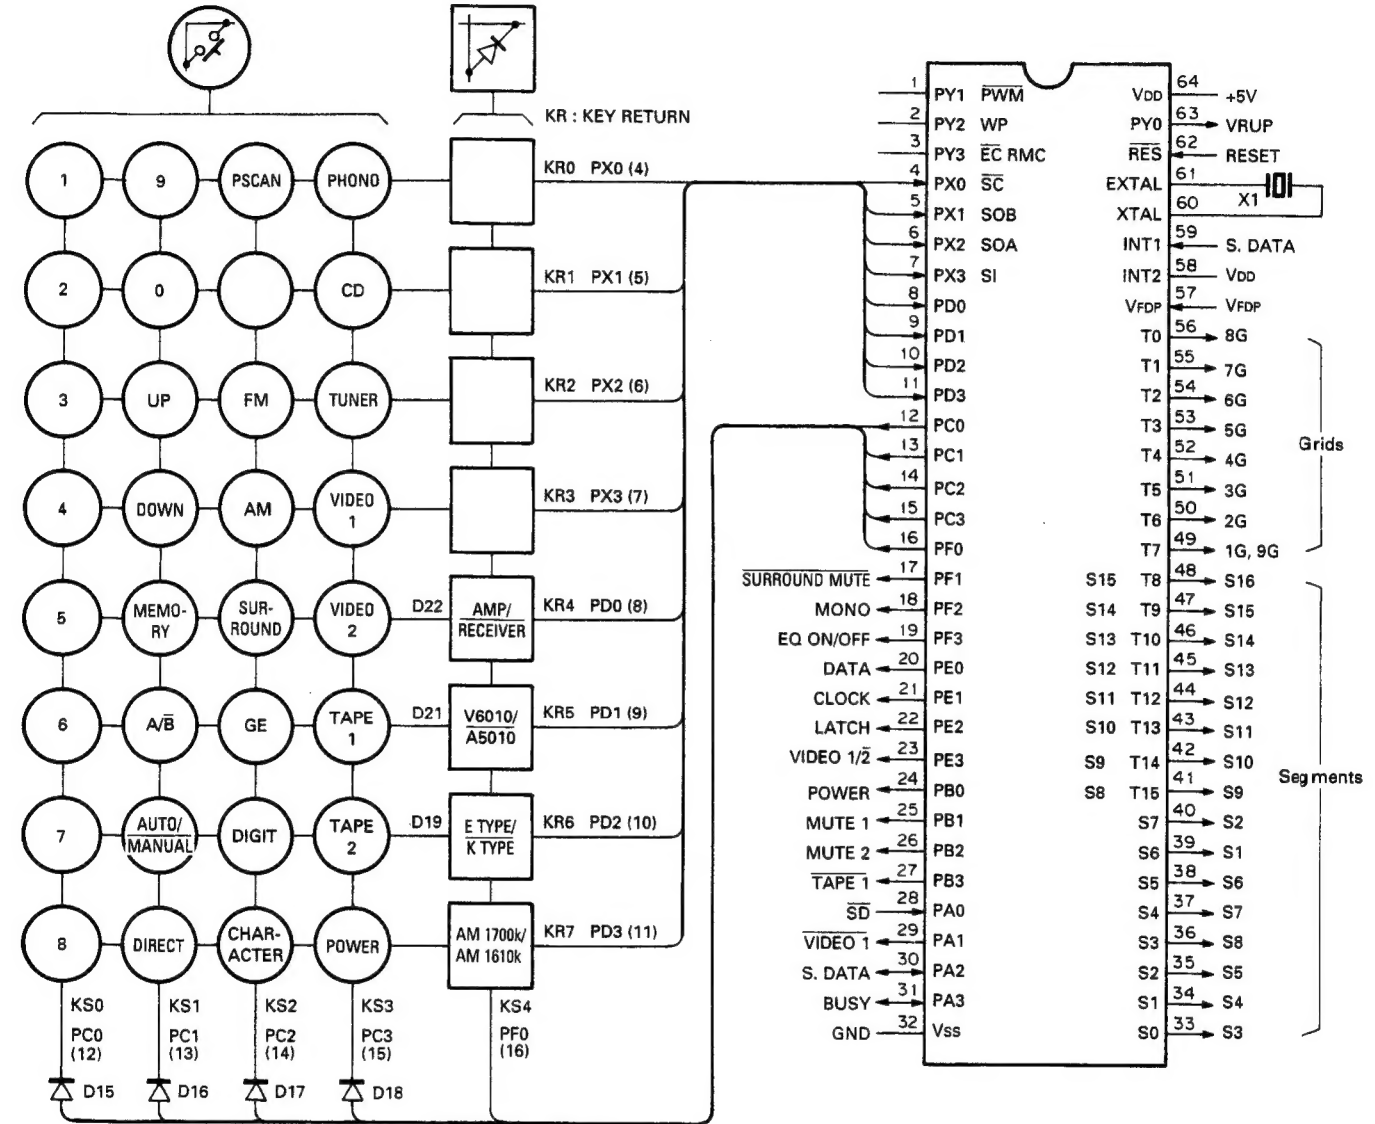 KR : KEY RETURN
1 9 PSCAN PHONO KR0 PX0 (4)
2 0 CD KR1 PX1 (5)
3 UP FM TUNER KR2 PX2 (6)
4 DOWN AM VIDEO 1 KR3 PX3 (7)
5 MEMO-
RY
SUR-
ROUND
VIDEO
2
D22
AMP/
RECEIVER
KR4 PD0 (8)
6 A/B̅ GE TAPE
1
D21
V6010/
A5010
KR5 PD1 (9)
7 AUTO/
MANUAL
DIGIT
TAPE
2
D19
E TYPE/
K TYPE
KR6 PD2 (10)
8 DIRECT CHAR-
ACTER
POWER
AM 1700k/
AM 1610k
KR7 PD3 (11)
KS0 KS1 KS2 KS3 KS4
PC0 PC1 PC2 PC3 PF0
(12) (13) (14) (15) (16)
D15 D16 D17 D18
1 PY1 PWM
2 PY2 WP
3 PY3 EC RMC
4 PX0 SC
5 PX1 SOB
6 PX2 SOA
7 PX3 SI
8 PD0
9 PD1
10 PD2
11 PD3
12 PC0
13 PC1
14 PC2
15 PC3
16 PF0
SURROUND MUTE 17 PF1
MONO 18 PF2
EQ ON/OFF 19 PF3
DATA 20 PE0
CLOCK 21 PE1
LATCH 22 PE2
VIDEO 1/2̅ 23 PE3
POWER 24 PB0
MUTE 1 25 PB1
MUTE 2 26 PB2
TAPE 1 27 PB3
SD 28 PA0
VIDEO 1 29 PA1
S. DATA 30 PA2
BUSY 31 PA3
GND 32 Vss
VDD 64 +5V
PY0 63 VRUP
RES 62 RESET
EXTAL 61
X1
XTAL 60
INT1 59 S. DATA
INT2 58 VDD
VFDP 57 VFDP
T0 56 8G
T1 55 7G
T2 54 6G
T3 53 5G
T4 52 4G
T5 51 3G
T6 50 2G
T7 49 1G, 9G
Grids
S15 T8 48 S16
S14 T9 47 S15
S13 T10 46 S14
S12 T11 45 S13
S11 T12 44 S12
S10 T13 43 S11
S9 T14 42 S10
S8 T15 41 S9
S7 40 S2
S6 39 S1
S5 38 S6
S4 37 S7
S3 36 S8
S2 35 S5
S1 34 S4
S0 33 S3
Segments